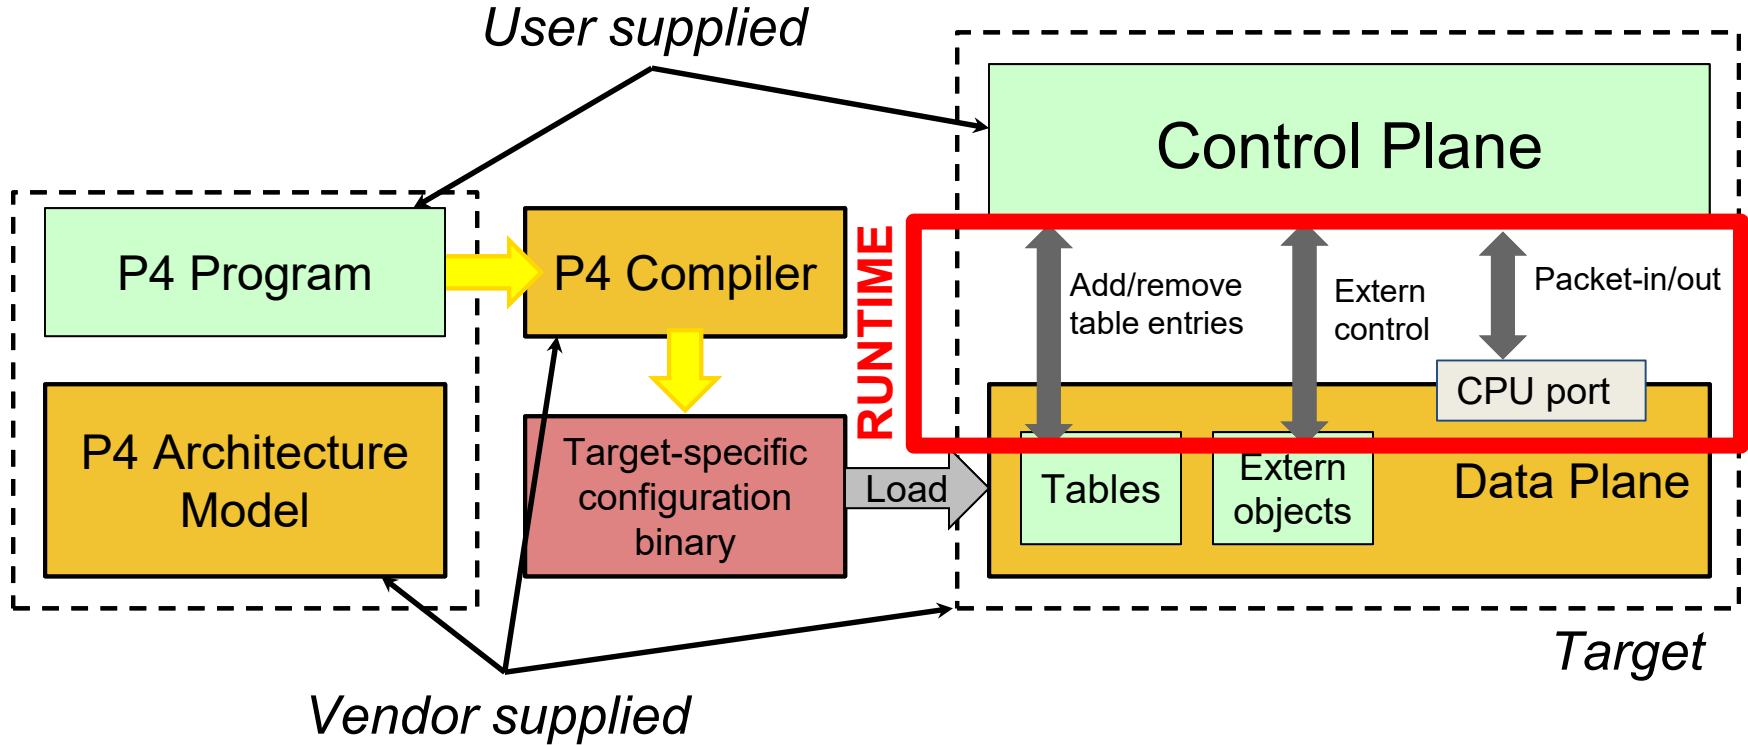 User supplied
Control Plane
P4 Program
P4 Compiler
RUNTIME
Add/remove
table entries
Extern
control
Packet-in/out
CPU port
P4 Architecture
Model
Target-specific
configuration
binary
Load
Tables
Extern
objects
Data Plane
Target
Vendor supplied